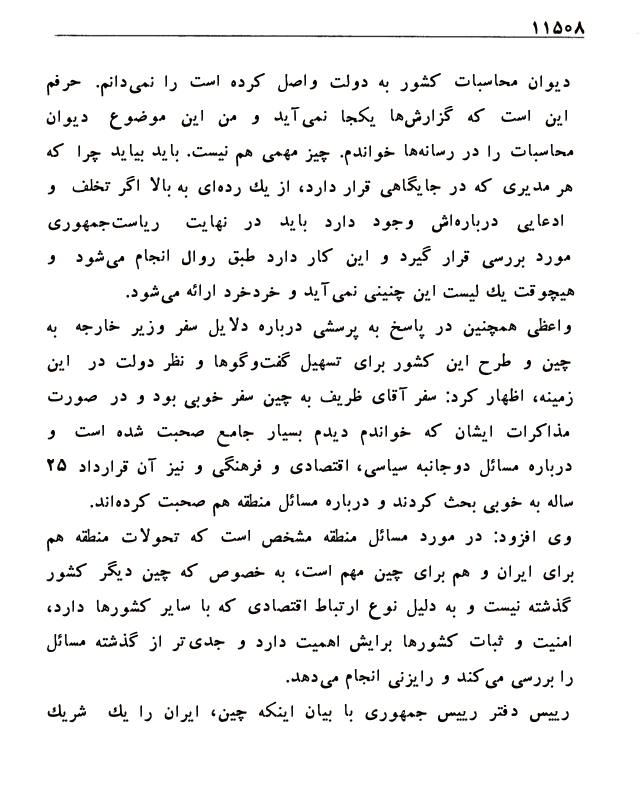 ۱۱۵۰۸
دیوان محاسبات کشور به دولت واصل کرده است را نمی‌دانم. حرفم
این است که گزارش‌ها یکجا نمی‌آید و من این موضوع دیوان
محاسبات را در رسانه‌ها خواندم. چیز مهمی هم نیست. باید بیاید چرا که
هر مدیری که در جایگاهی قرار دارد، از یك رده‌ای به بالا اگر تخلف و
ادعایی درباره‌اش وجود دارد باید در نهایت ریاست‌جمهوری
مورد بررسی قرار گیرد و این کار دارد طبق روال انجام می‌شود و
هیچوقت یك لیست این چنینی نمی‌آید و خردخرد ارائه می‌شود.
واعظی همچنین در پاسخ به پرسشی درباره دلایل سفر وزیر خارجه به
چین و طرح این کشور برای تسهیل گفت‌وگوها و نظر دولت در این
زمینه، اظهار کرد: سفر آقای ظریف به چین سفر خوبی بود و در صورت
مذاکرات ایشان که خواندم دیدم بسیار جامع صحبت شده است و
درباره مسائل دوجانبه سیاسی، اقتصادی و فرهنگی و نیز آن قرارداد ۲۵
ساله به خوبی بحث کردند و درباره مسائل منطقه هم صحبت کرده‌اند.
وی افزود: در مورد مسائل منطقه مشخص است که تحولات منطقه هم
برای ایران و هم برای چین مهم است، به خصوص که چین دیگر کشور
گذشته نیست و به دلیل نوع ارتباط اقتصادی که با سایر کشورها دارد،
امنیت و ثبات کشورها برایش اهمیت دارد و جدی‌تر از گذشته مسائل
را بررسی می‌کند و رایزنی انجام می‌دهد.
رییس دفتر رییس جمهوری با بیان اینکه چین، ایران را یك شریك